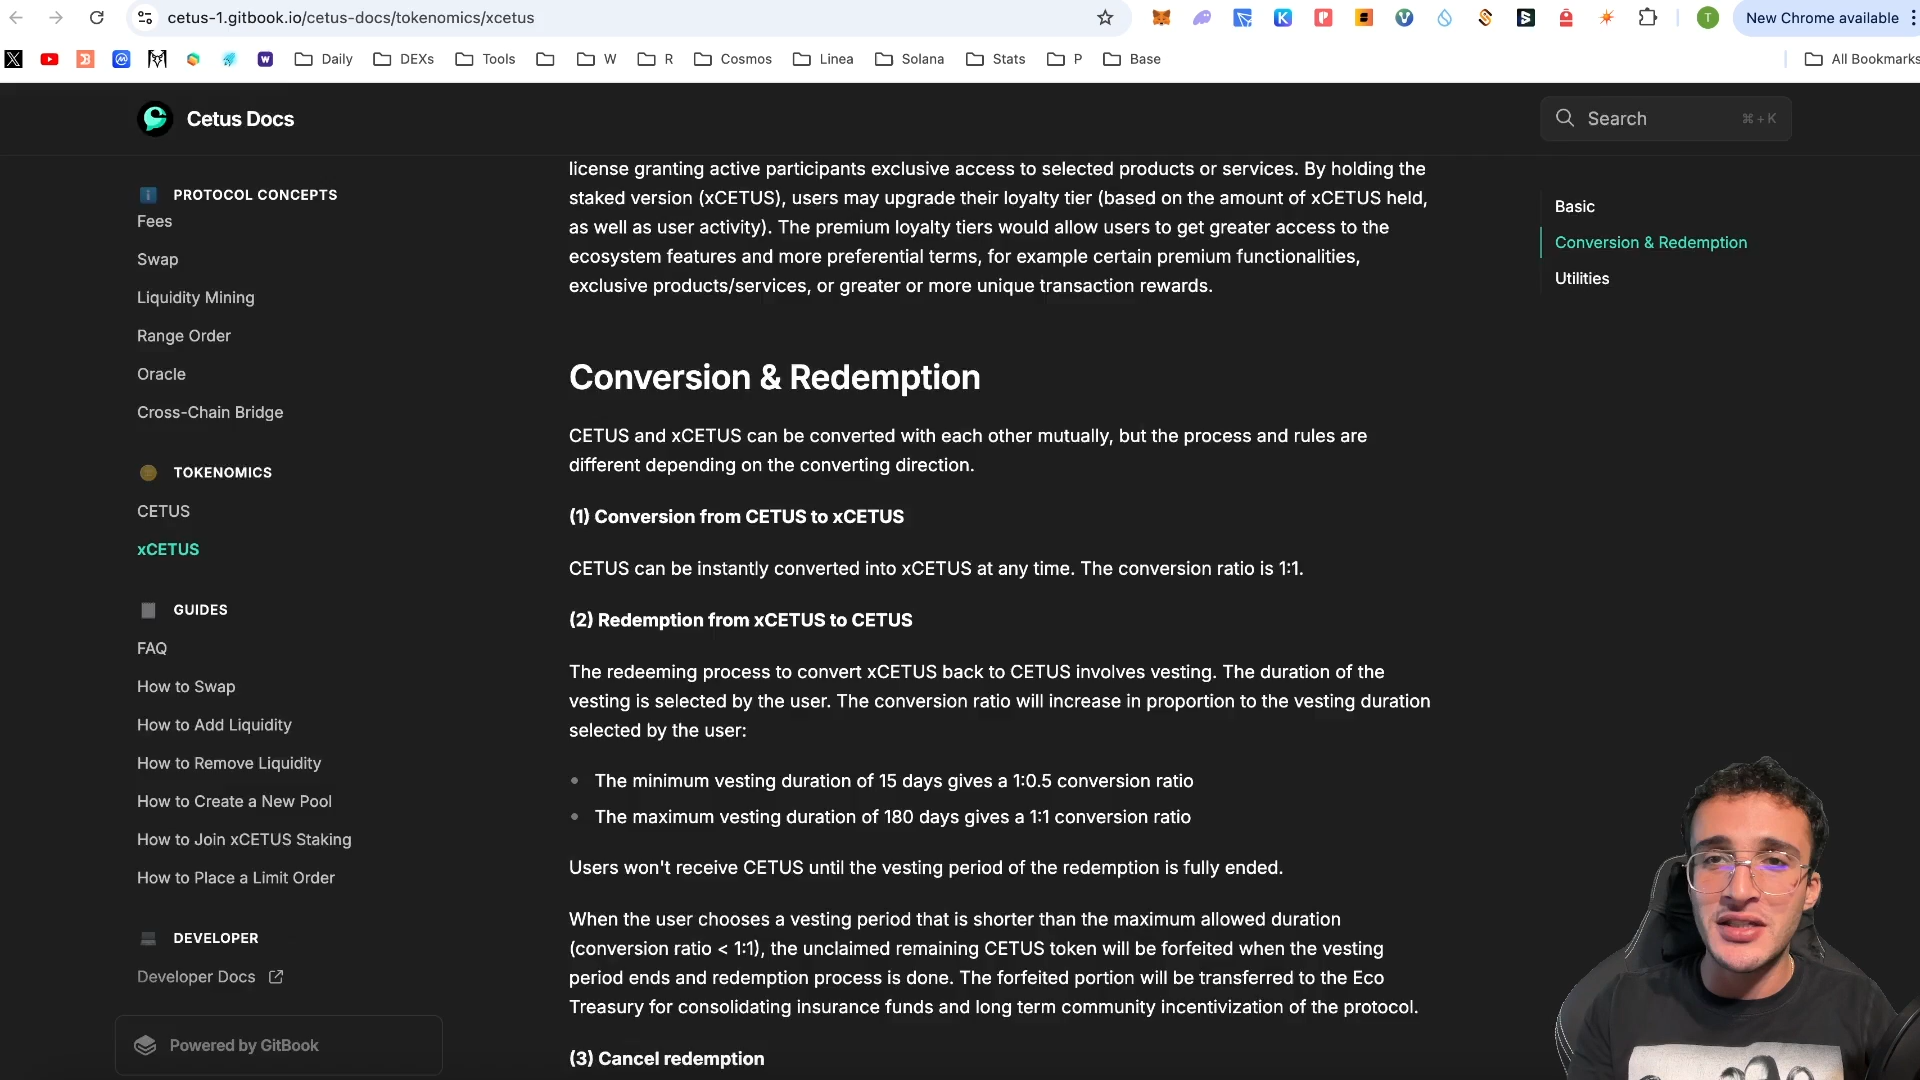 cetus-1.gitbook.io/cetus-docs/tokenomics/xcetus
T
New Chrome available
Daily
DEXs
Tools
W
R
Cosmos
Linea
Solana
Stats
P
Base
All Bookmarks
Cetus Docs
Search
⌘+K
PROTOCOL CONCEPTS
Fees
Swap
Liquidity Mining
Range Order
Oracle
Cross-Chain Bridge
TOKENOMICS
CETUS
xCETUS
GUIDES
FAQ
How to Swap
How to Add Liquidity
How to Remove Liquidity
How to Create a New Pool
How to Join xCETUS Staking
How to Place a Limit Order
DEVELOPER
Developer Docs
Powered by GitBook
license granting active participants exclusive access to selected products or services. By holding the
staked version (xCETUS), users may upgrade their loyalty tier (based on the amount of xCETUS held,
as well as user activity). The premium loyalty tiers would allow users to get greater access to the
ecosystem features and more preferential terms, for example certain premium functionalities,
exclusive products/services, or greater or more unique transaction rewards.
Conversion & Redemption
CETUS and xCETUS can be converted with each other mutually, but the process and rules are
different depending on the converting direction.
(1) Conversion from CETUS to xCETUS
CETUS can be instantly converted into xCETUS at any time. The conversion ratio is 1:1.
(2) Redemption from xCETUS to CETUS
The redeeming process to convert xCETUS back to CETUS involves vesting. The duration of the
vesting is selected by the user. The conversion ratio will increase in proportion to the vesting duration
selected by the user:
The minimum vesting duration of 15 days gives a 1:0.5 conversion ratio
The maximum vesting duration of 180 days gives a 1:1 conversion ratio
Users won't receive CETUS until the vesting period of the redemption is fully ended.
When the user chooses a vesting period that is shorter than the maximum allowed duration
(conversion ratio < 1:1), the unclaimed remaining CETUS token will be forfeited when the vesting
period ends and redemption process is done. The forfeited portion will be transferred to the Eco
Treasury for consolidating insurance funds and long term community incentivization of the protocol.
(3) Cancel redemption
Basic
Conversion & Redemption
Utilities